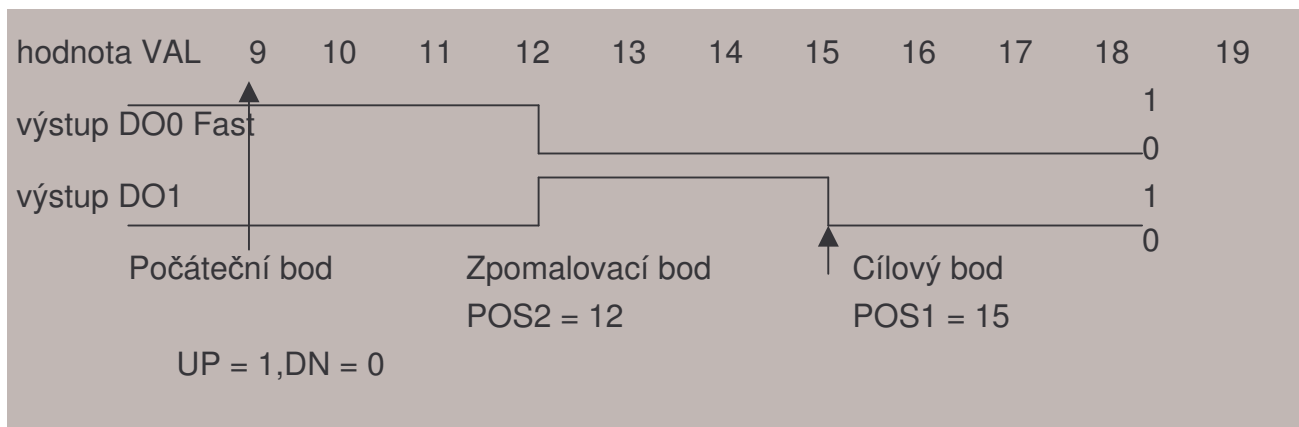 hodnota VAL 9 10 11 12 13 14 15 16 17 18 19
1
výstup DO0 Fast
0
výstup DO1 1
0
Počáteční bod Zpomalovací bod Cílový bod
POS2 = 12 POS1 = 15
UP = 1,DN = 0